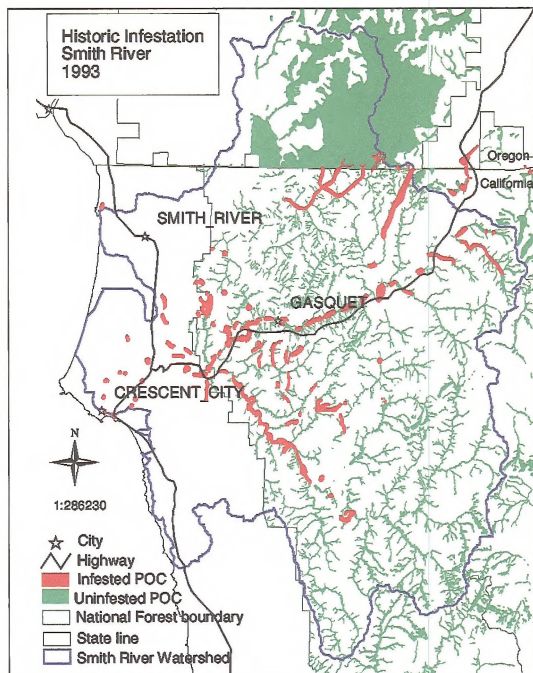 Historic Infestation
Smith River
1993
Oregon
California
SMITH RIVER
GASQUET
CRESCENT CITY
N
1:286230
City
Highway
Infested POC
Uninfested POC
National Forest boundary
State line
Smith River Watershed